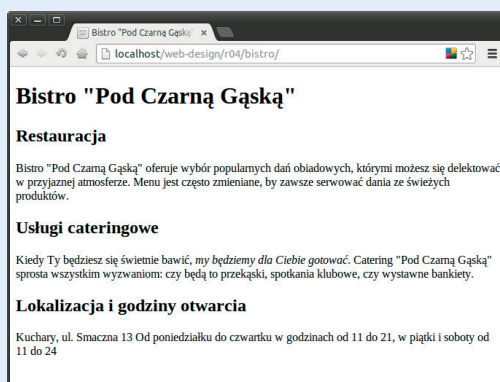 Bistro "Pod Czarną Gąską"
localhost/web-design/r04/bistro/
Bistro "Pod Czarną Gąską"
Restauracja
Bistro "Pod Czarną Gąską" oferuje wybór popularnych dań obiadowych, którymi możesz się delektować
w przyjaznej atmosferze. Menu jest często zmieniane, by zawsze serwować dania ze świeżych
produktów.
Usługi cateringowe
Kiedy Ty będziesz się świetnie bawić, my będziemy dla Ciebie gotować. Catering "Pod Czarną Gąską"
sprosta wszystkim wyzwaniom: czy będą to przekąski, spotkania klubowe, czy wystawne bankiety.
Lokalizacja i godziny otwarcia
Kuchary, ul. Smaczna 13 Od poniedziałku do czwartku w godzinach od 11 do 21, w piątki i soboty od
11 do 24